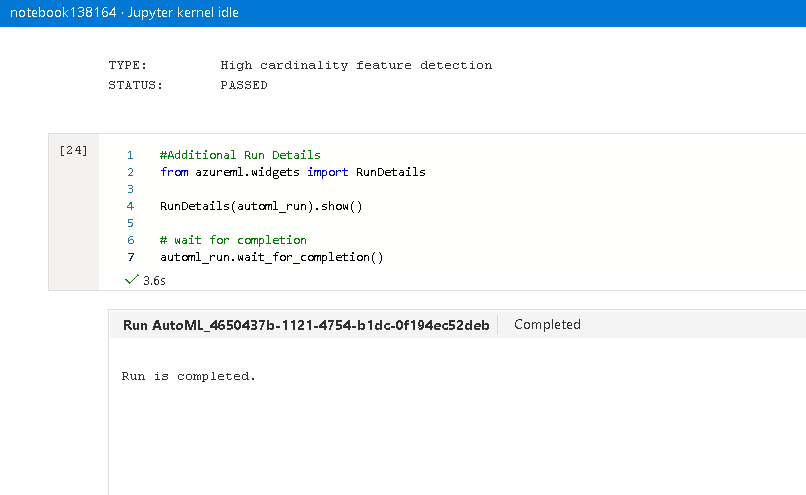 notebook138164 · Jupyter kernel idle
TYPE: High cardinality feature detection
STATUS: PASSED
[24]
1 #Additional Run Details
2 from azureml.widgets import RunDetails
3
4 RunDetails(automl_run).show()
5
6 # wait for completion
7 automl_run.wait_for_completion()
3.6s
Run AutoML_4650437b-1121-4754-b1dc-0f194ec52deb Completed
Run is completed.